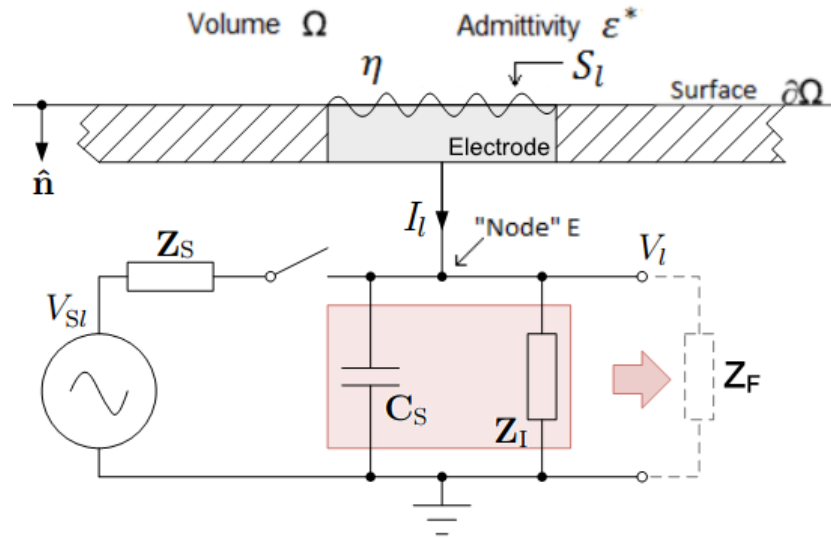 Volume Ω Admittivity ε*
η S_l
Surface ∂Ω
Electrode
n̂
I_l "Node" E V_l
Z_S
V_Sl
Z_F
C_S Z_I